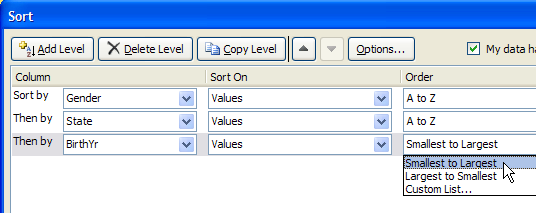 Sort
Add Level Delete Level Copy Level Options... My data ha
Column Sort On Order
Sort by Gender Values A to Z
Then by State Values A to Z
Then by BirthYr Values Smallest to Largest
Smallest to Largest
Largest to Smallest
Custom List...